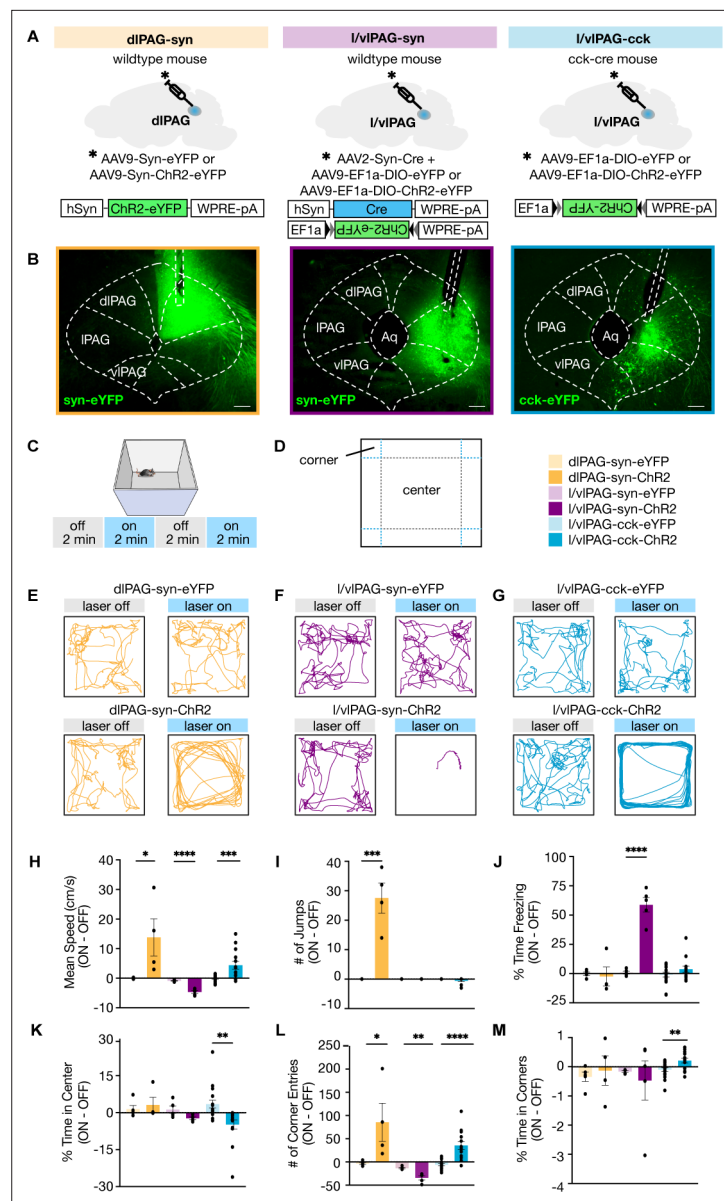 A
dlPAG-syn
l/vlPAG-syn
l/vlPAG-cck
wildtype mouse
wildtype mouse
cck-cre mouse
*
*
*
dlPAG
l/vlPAG
l/vlPAG
* AAV9-Syn-eYFP or
AAV9-Syn-ChR2-eYFP
* AAV2-Syn-Cre +
AAV9-EF1a-DIO-eYFP or
AAV9-EF1a-DIO-ChR2-eYFP
* AAV9-EF1a-DIO-eYFP or
AAV9-EF1a-DIO-ChR2-eYFP
hSyn ChR2-eYFP WPRE-pA
hSyn Cre WPRE-pA
EF1a ChR2-eYFP WPRE-pA
EF1a ChR2-YFP WPRE-pA
B
dlPAG
lPAG
vlPAG
syn-eYFP
dlPAG
lPAG
Aq
vlPAG
syn-eYFP
dlPAG
lPAG
Aq
vlPAG
cck-eYFP
C
off
2 min
on
2 min
off
2 min
on
2 min
D
corner
center
dlPAG-syn-eYFP
dlPAG-syn-ChR2
l/vlPAG-syn-eYFP
l/vlPAG-syn-ChR2
l/vlPAG-cck-eYFP
l/vlPAG-cck-ChR2
E
dlPAG-syn-eYFP
laser off laser on
dlPAG-syn-ChR2
laser off laser on
F
l/vlPAG-syn-eYFP
laser off laser on
l/vlPAG-syn-ChR2
laser off laser on
G
l/vlPAG-cck-eYFP
laser off laser on
l/vlPAG-cck-ChR2
laser off laser on
H
Mean Speed (cm/s)
(ON - OFF)
40
30
20
10
0
-10
* **** ***
I
# of Jumps
(ON - OFF)
40
30
20
10
0
-10
***
J
% Time Freezing
(ON - OFF)
100
75
50
25
0
-25
****
K
% Time in Center
(ON - OFF)
30
15
0
-15
-30
**
L
# of Corner Entries
(ON - OFF)
250
200
150
100
50
0
-50
* ** ****
M
% Time in Corners
(ON - OFF)
1
0
-1
-2
-3
-4
**